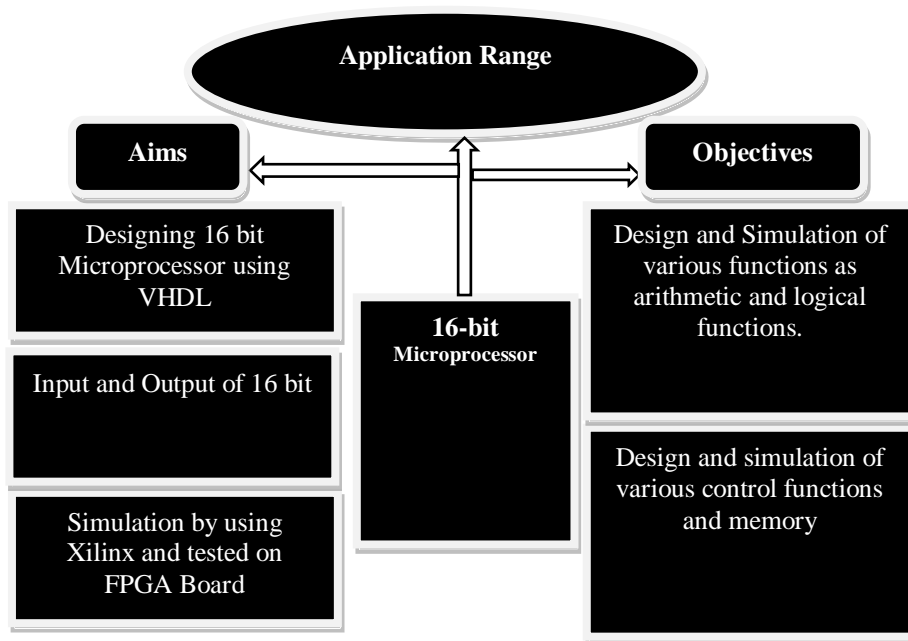 Application Range
Aims
Objectives
Designing 16 bit
Microprocessor using
VHDL
Input and Output of 16 bit
Simulation by using
Xilinx and tested on
FPGA Board
16-bit
Microprocessor
Design and Simulation of
various functions as
arithmetic and logical
functions.
Design and simulation of
various control functions
and memory